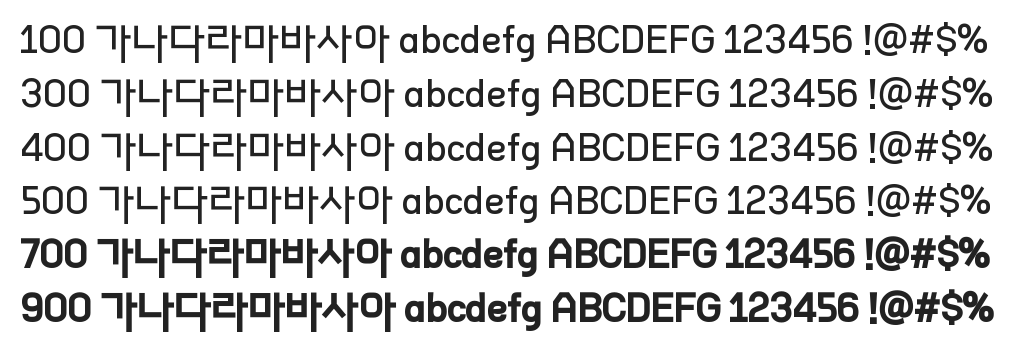 100 가나다라마바사아 abcdefg ABCDEFG 123456 !@#$%
300 가나다라마바사아 abcdefg ABCDEFG 123456 !@#$%
400 가나다라마바사아 abcdefg ABCDEFG 123456 !@#$%
500 가나다라마바사아 abcdefg ABCDEFG 123456 !@#$%
700 가나다라마바사아 abcdefg ABCDEFG 123456 !@#$%
900 가나다라마바사아 abcdefg ABCDEFG 123456 !@#$%